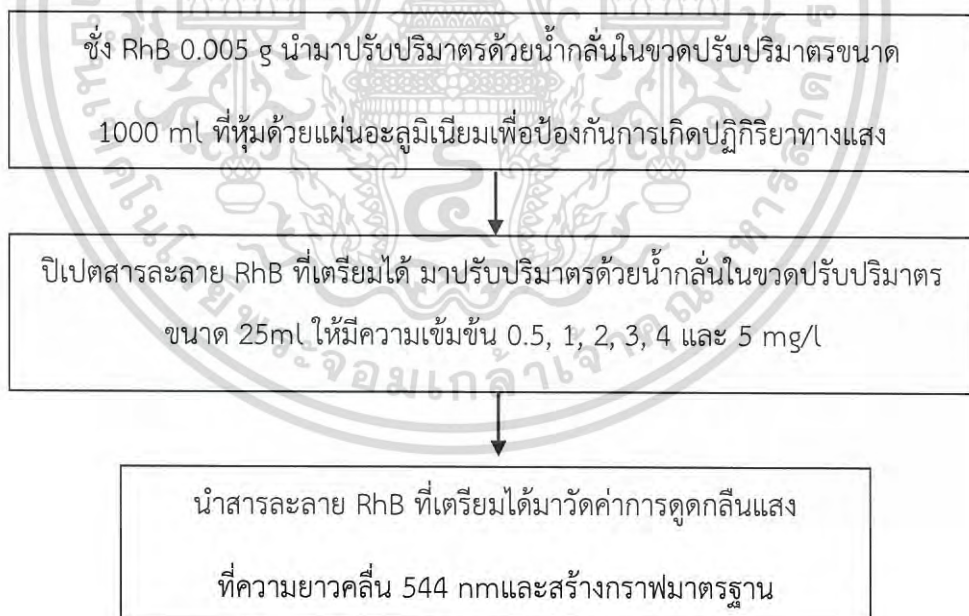 ชั่ง RhB 0.005 g นำมาปรับปริมาตรด้วยน้ำกลั่นในขวดปรับปริมาตรขนาด
1000 ml ที่หุ้มด้วยแผ่นอะลูมิเนียมเพื่อป้องกันการเกิดปฏิกิริยาทางแสง
ปิเปตสารละลาย RhB ที่เตรียมได้ มาปรับปริมาตรด้วยน้ำกลั่นในขวดปรับปริมาตร
ขนาด 25ml ให้มีความเข้มข้น 0.5, 1, 2, 3, 4 และ 5 mg/l
นำสารละลาย RhB ที่เตรียมได้มาวัดค่าการดูดกลืนแสง
ที่ความยาวคลื่น 544 nmและสร้างกราฟมาตรฐาน